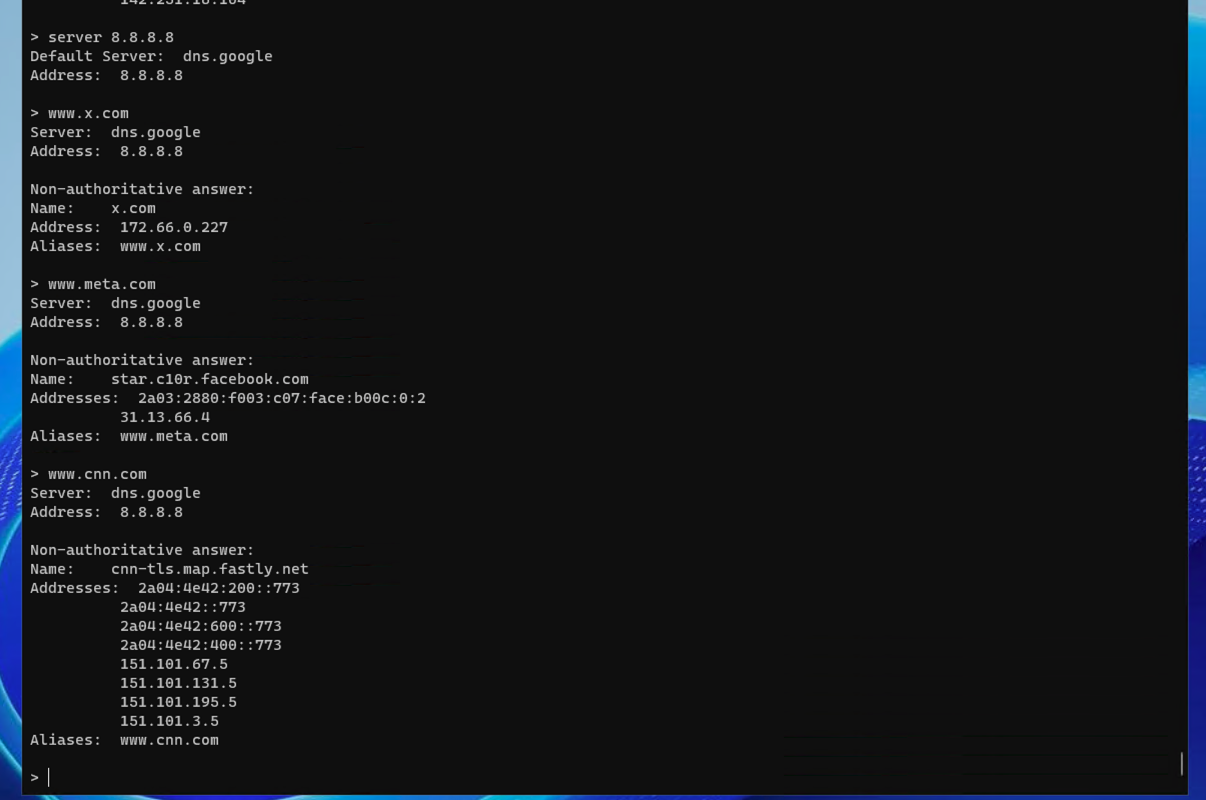 142.251.18.104
> server 8.8.8.8
Default Server:  dns.google
Address:  8.8.8.8
> www.x.com
Server:  dns.google
Address:  8.8.8.8
Non-authoritative answer:
Name:    x.com
Address:  172.66.0.227
Aliases:  www.x.com
> www.meta.com
Server:  dns.google
Address:  8.8.8.8
Non-authoritative answer:
Name:    star.c10r.facebook.com
Addresses:  2a03:2880:f003:c07:face:b00c:0:2
31.13.66.4
Aliases:  www.meta.com
> www.cnn.com
Server:  dns.google
Address:  8.8.8.8
Non-authoritative answer:
Name:    cnn-tls.map.fastly.net
Addresses:  2a04:4e42:200::773
2a04:4e42::773
2a04:4e42:600::773
2a04:4e42:400::773
151.101.67.5
151.101.131.5
151.101.195.5
151.101.3.5
Aliases:  www.cnn.com
>